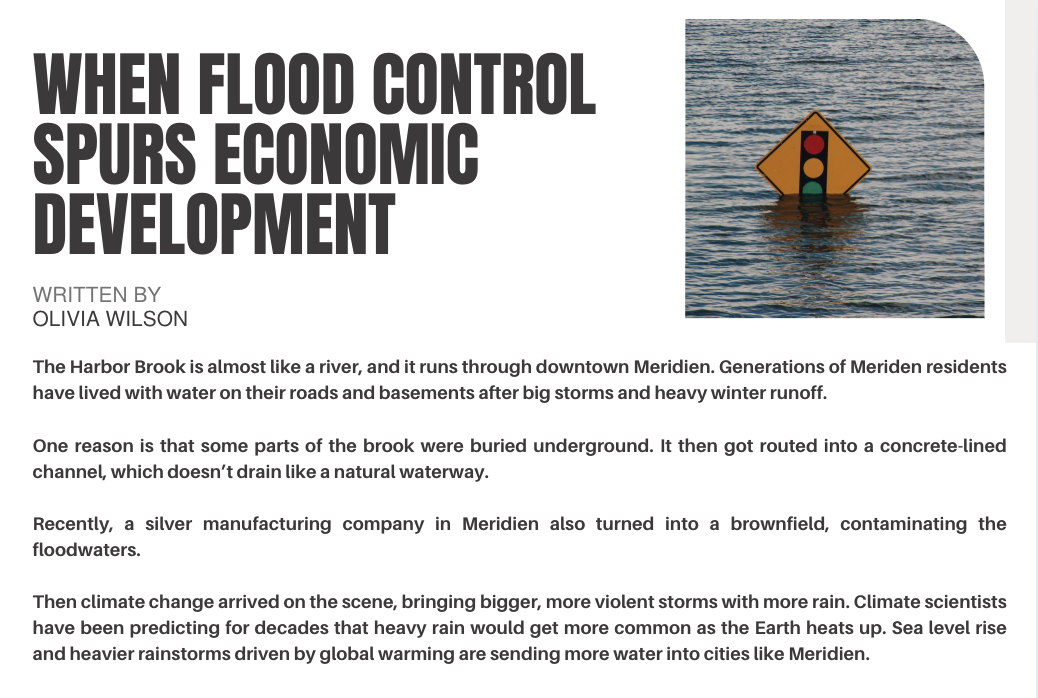 WHEN FLOOD CONTROL
SPURS ECONOMIC
DEVELOPMENT
WRITTEN BY
OLIVIA WILSON
The Harbor Brook is almost like a river, and it runs through downtown Meridien. Generations of Meriden residents
have lived with water on their roads and basements after big storms and heavy winter runoff.
One reason is that some parts of the brook were buried underground. It then got routed into a concrete-lined
channel, which doesn’t drain like a natural waterway.
Recently, a silver manufacturing company in Meridien also turned into a brownfield, contaminating the
floodwaters.
Then climate change arrived on the scene, bringing bigger, more violent storms with more rain. Climate scientists
have been predicting for decades that heavy rain would get more common as the Earth heats up. Sea level rise
and heavier rainstorms driven by global warming are sending more water into cities like Meridien.